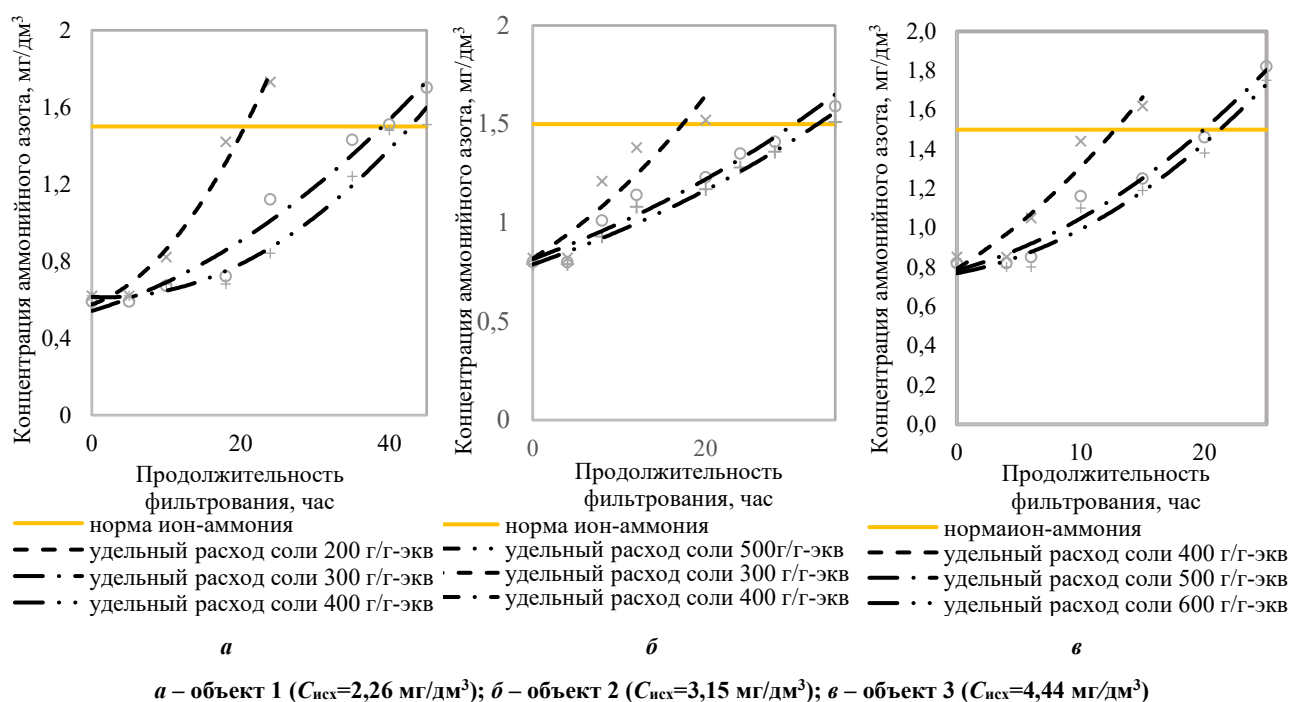 Концентрация аммонийного азота, мг/дм³
2
1,6
1,2
0,8
0,4
0
0
20
40
Продолжительность
фильтрования, час
норма ион-аммония
удельный расход соли 200 г/г-экв
удельный расход соли 300 г/г-экв
удельный расход соли 400 г/г-экв
а
Концентрация аммонийного азота, мг/дм³
2
1,5
1
0,5
0
0
20
Продолжительность
фильтрования, час
норма ион-аммония
удельный расход соли 500г/г-экв
удельный расход соли 300 г/г-экв
удельный расход соли 400 г/г-экв
б
Концентрация аммонийного азота, мг/дм³
2,0
1,8
1,6
1,4
1,2
1,0
0,8
0,6
0,4
0,2
0,0
0
10
20
Продолжительность
фильтрования, час
нормаион-аммония
удельный расход соли 400 г/г-экв
удельный расход соли 500 г/г-экв
удельный расход соли 600 г/г-экв
в
а – объект 1 (Cисх=2,26 мг/дм³); б – объект 2 (Cисх=3,15 мг/дм³); в – объект 3 (Cисх=4,44 мг/дм³)